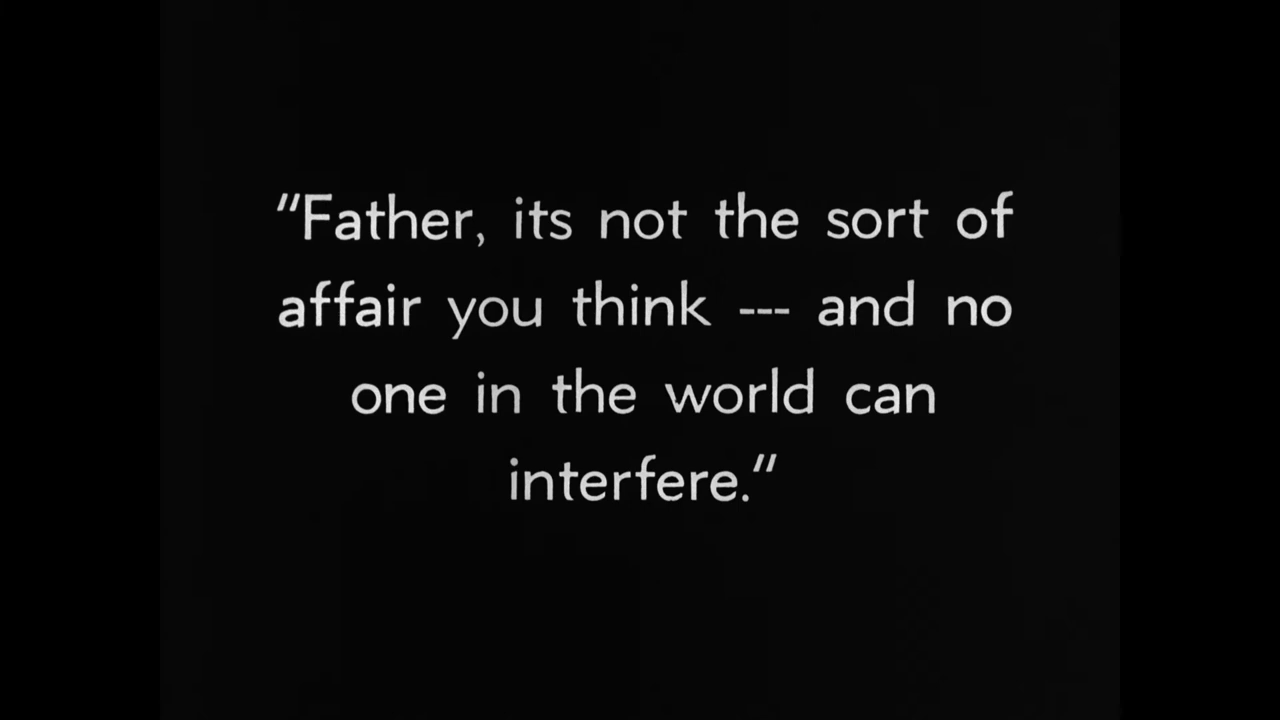 "Father, its not the sort of
affair you think --- and no
one in the world can
interfere."